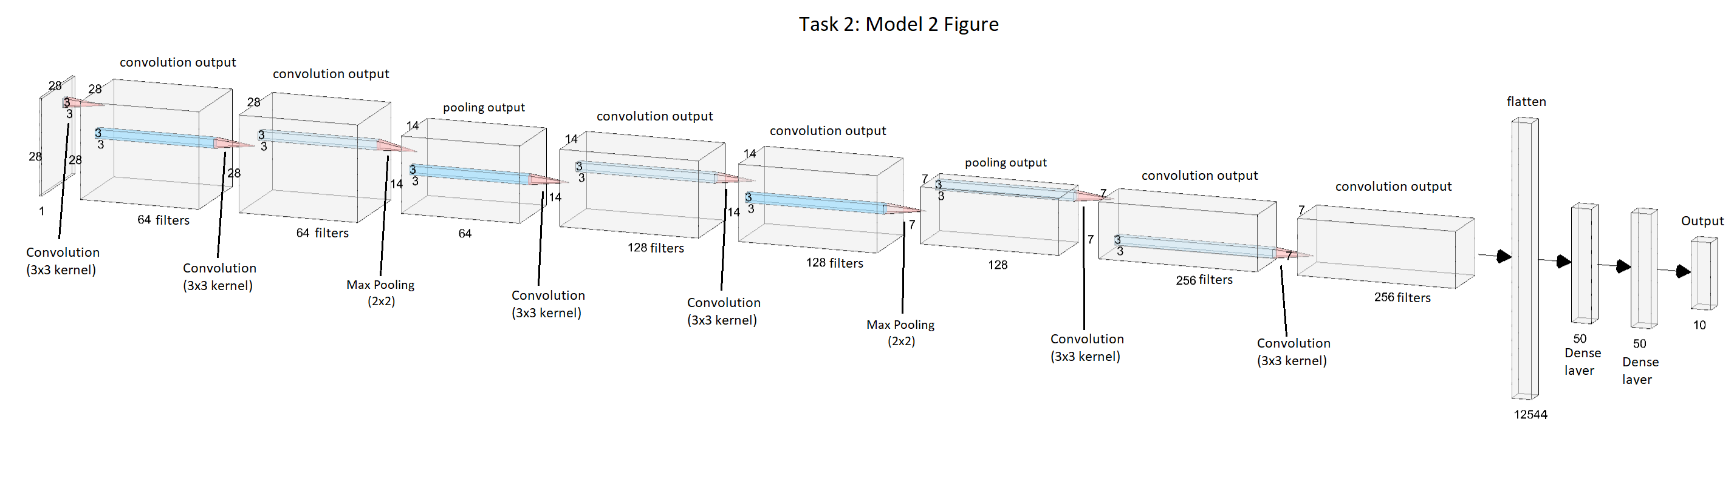 Task 2: Model 2 Figure
convolution output
convolution output
pooling output
convolution output
convolution output
pooling output
convolution output
convolution output
flatten
Output
28
28
3
3
28
1
28
3
3
28
64 filters
28
3
3
64 filters
14
3
3
14
14
64
14
3
3
128 filters
14
3
3
14
7
128 filters
7
3
3
7
7
128
3
3
7
256 filters
7
256 filters
12544
50
Dense
layer
50
Dense
layer
10
Convolution
(3x3 kernel)
Convolution
(3x3 kernel)
Max Pooling
(2x2)
Convolution
(3x3 kernel)
Convolution
(3x3 kernel)
Max Pooling
(2x2)
Convolution
(3x3 kernel)
Convolution
(3x3 kernel)